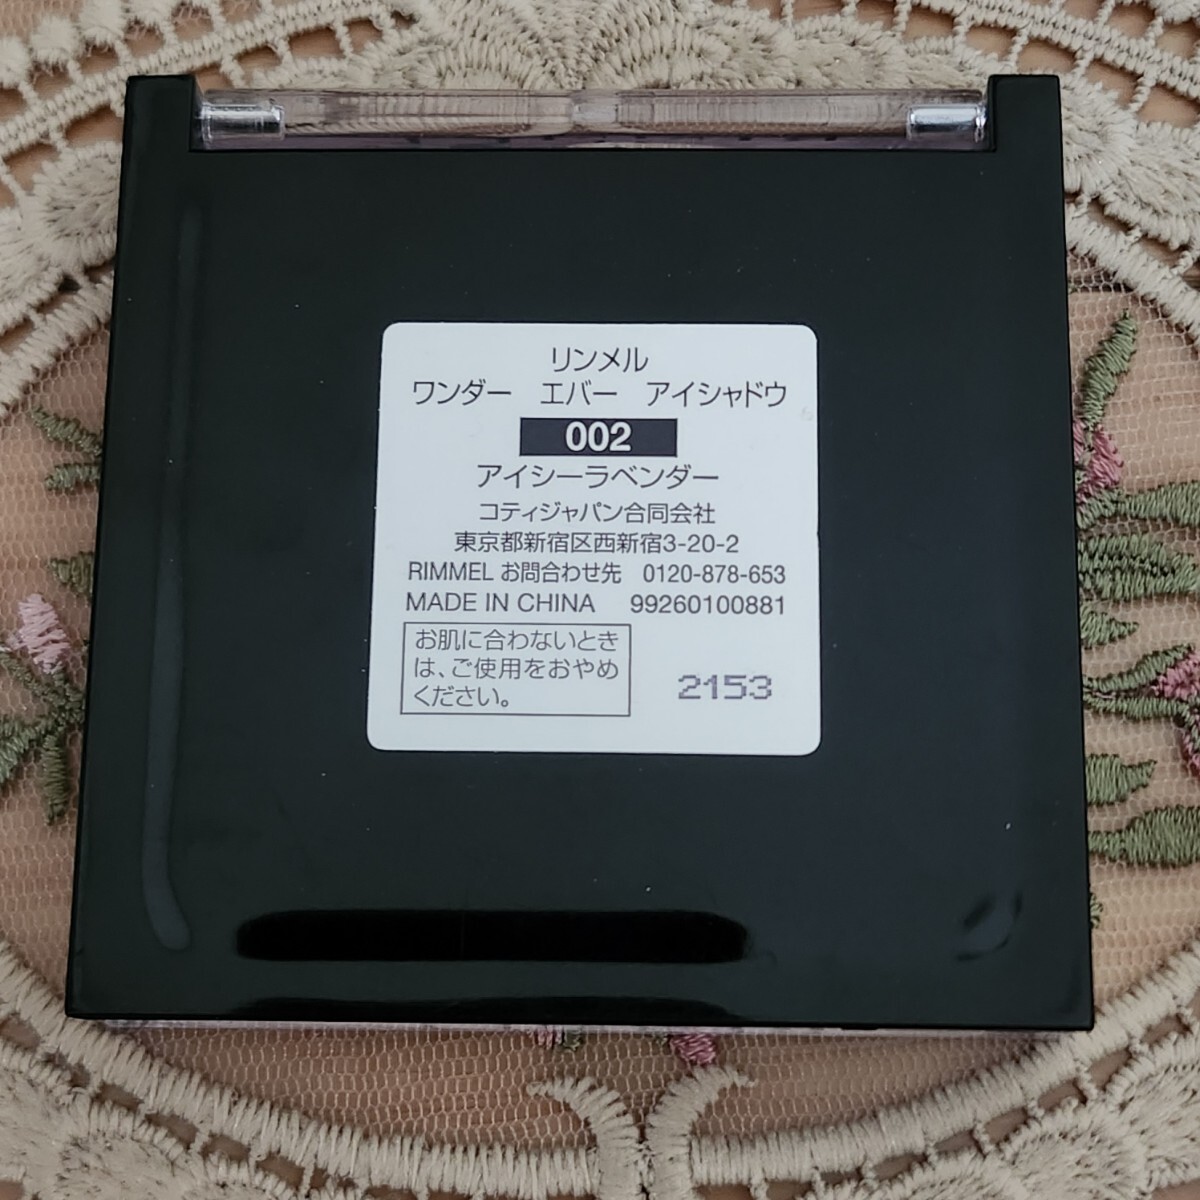 リンメル
ワンダー エバー アイシャドウ
002
アイシーラベンダー
コティジャパン合同会社
東京都新宿区西新宿3-20-2
RIMMEL お問合わせ先 0120-878-653
MADE IN CHINA 99260100881
お肌に合わないとき
は、ご使用をおやめ
ください。
2153